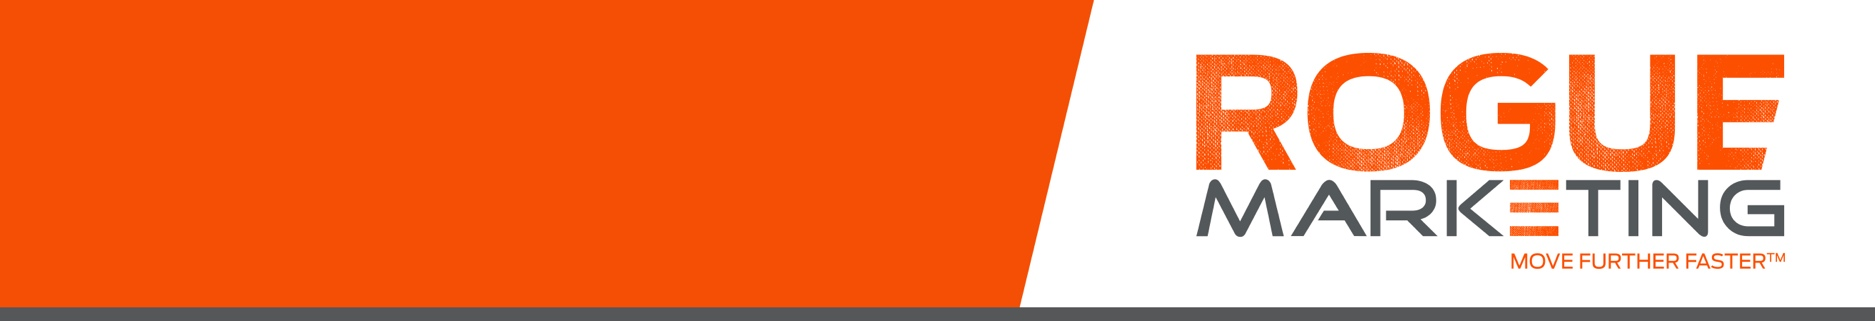 ROGUE
MARKETING
MOVE FURTHER FASTER™